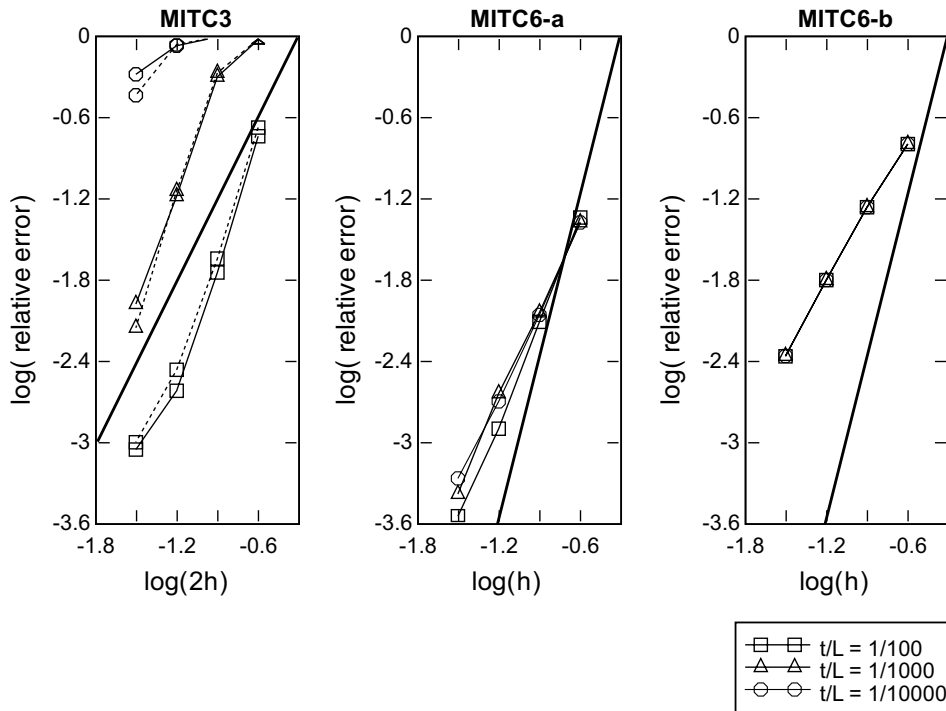 MITC3
0
-0.6
-1.2
-1.8
-2.4
-3
-3.6
-1.8
-1.2
-0.6
log( relative error)
log(2h)
MITC6-a
0
-0.6
-1.2
-1.8
-2.4
-3
-3.6
-1.8
-1.2
-0.6
log( relative error)
log(h)
MITC6-b
0
-0.6
-1.2
-1.8
-2.4
-3
-3.6
-1.8
-1.2
-0.6
log( relative error)
log(h)
t/L = 1/100
t/L = 1/1000
t/L = 1/10000